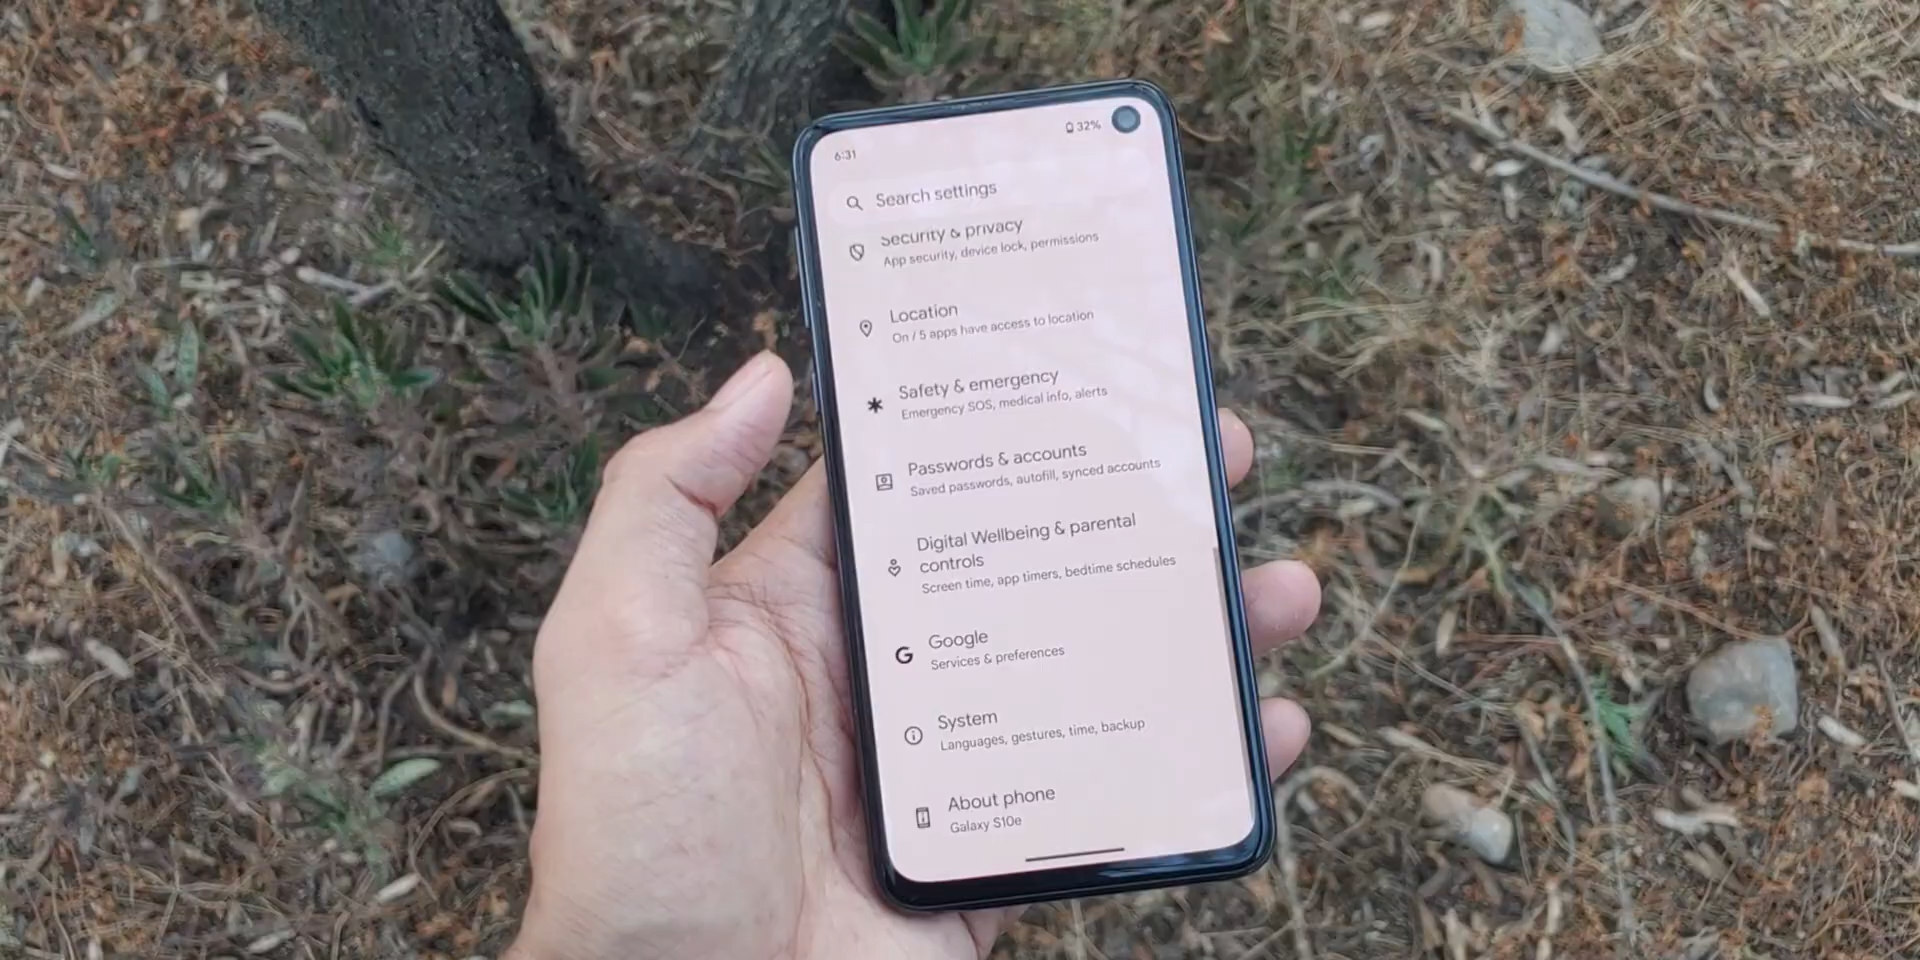 6:31
32%
Search settings
Security & privacy
App security, device lock, permissions
Location
On / 5 apps have access to location
Safety & emergency
Emergency SOS, medical info, alerts
Passwords & accounts
Saved passwords, autofill, synced accounts
Digital Wellbeing & parental
controls
Screen time, app timers, bedtime schedules
Google
Services & preferences
System
Languages, gestures, time, backup
About phone
Galaxy S10e